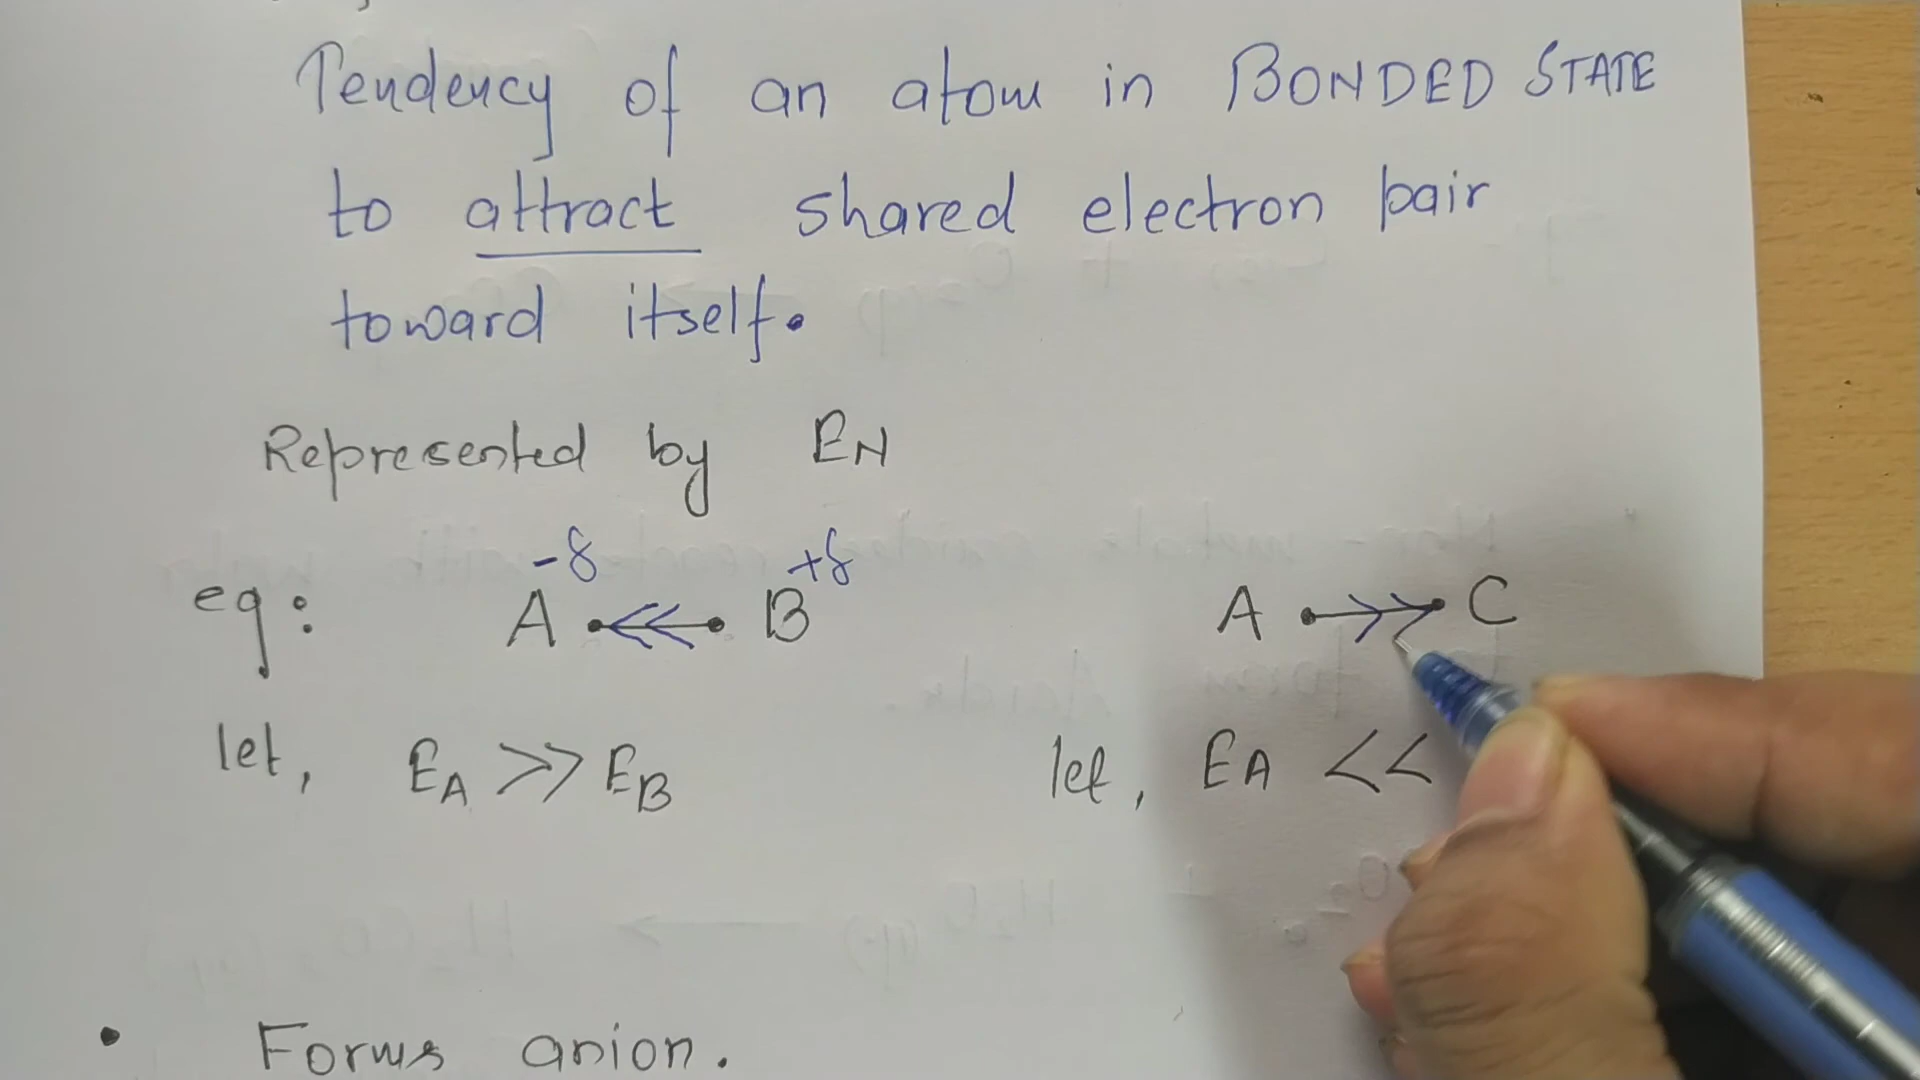 Tendency of an atom in BONDED STATE
to attract shared electron pair
toward itself.
Represented by EN
eg: A -δ B +δ A C
let, EA >> EB let, EA <<
• Forms anion.